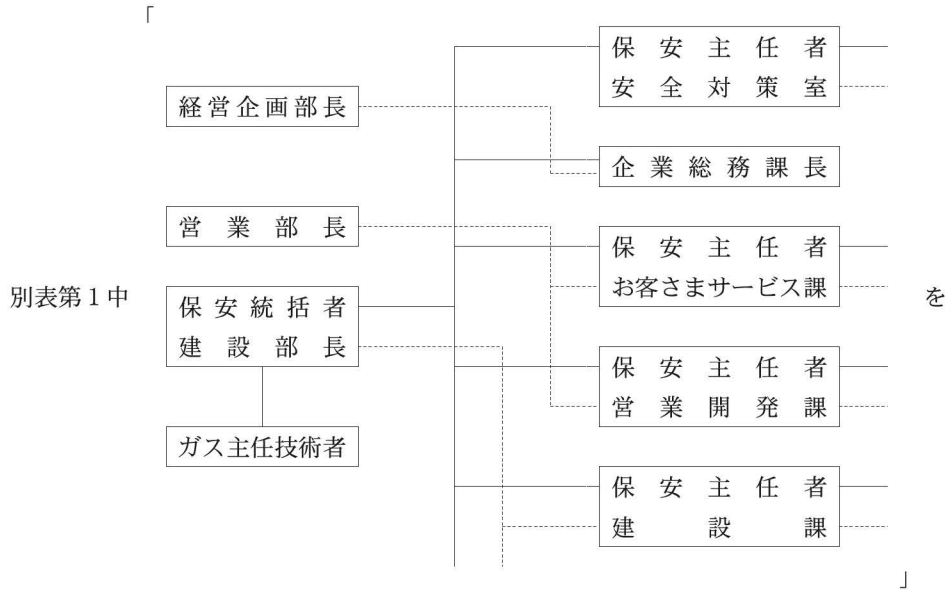 「
別表第1中
経営企画部長
営業部長
保安統括者
建設部長
ガス主任技術者
保安主任者
安全対策室
企業総務課長
保安主任者
お客さまサービス課
保安主任者
営業開発課
保安主任者
建設課
」
を